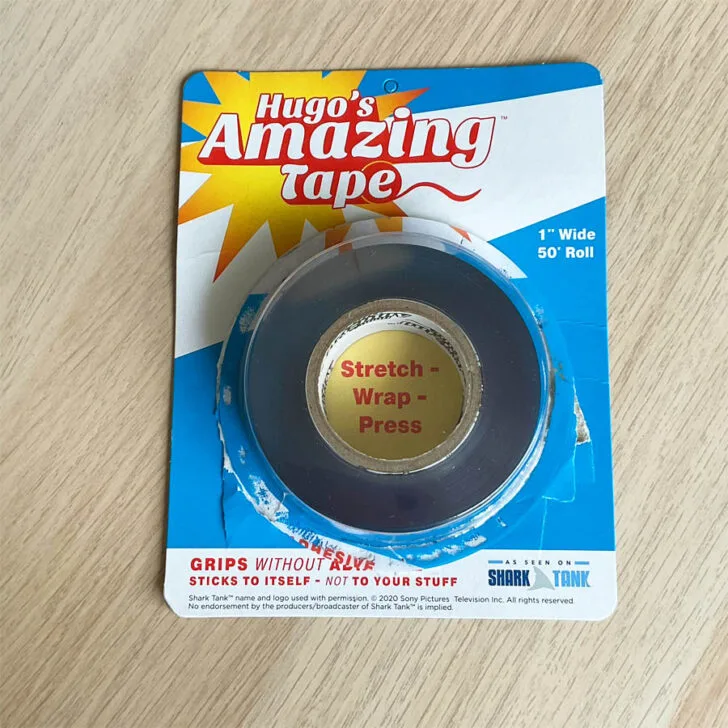 Hugo's
Amazing™
Tape
1" Wide
50' Roll
Stretch -
Wrap -
Press
GRIPS WITHOUT
STICKS TO ITSELF - NOT TO YOUR STUFF
AS SEEN ON
SHARK TANK
Shark Tank™ name and logo used with permission. © 2020 Sony Pictures Television Inc. All rights reserved.
No endorsement by the producers/broadcaster of Shark Tank™ is implied.